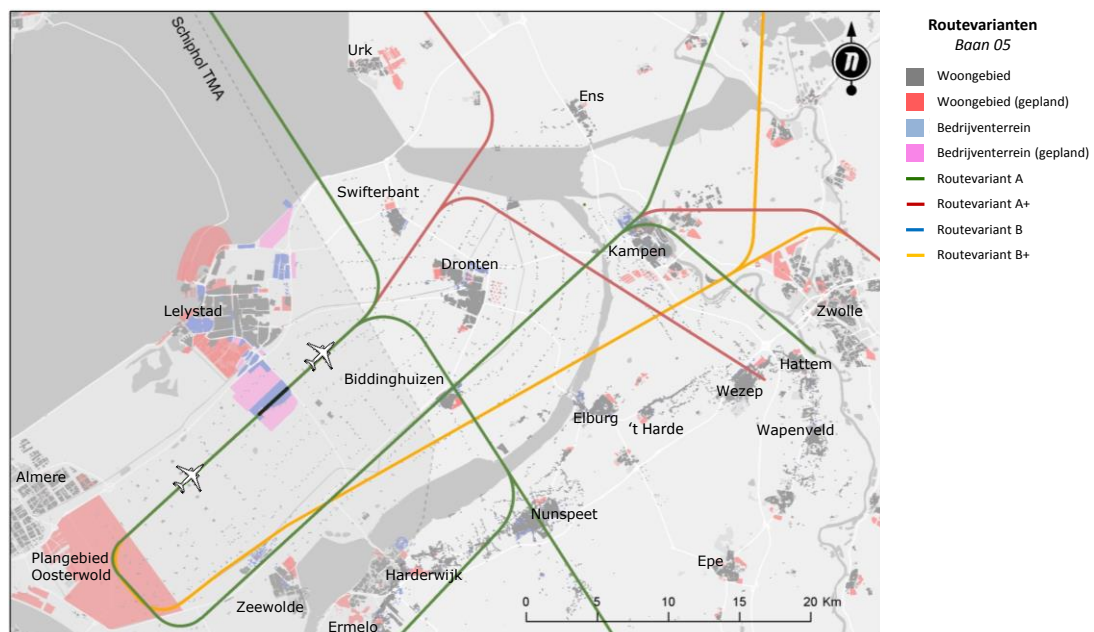 Routevarianten
Baan 05
Woongebied
Woongebied (gepland)
Bedrijventerrein
Bedrijventerrein (gepland)
Routevariant A
Routevariant A+
Routevariant B
Routevariant B+
n
Schiphol TMA
Urk
Ens
Swifterbant
Kampen
Dronten
Lelystad
Zwolle
Biddinghuizen
Hattem
Wezep
Elburg
't Harde
Wapenveld
Almere
Nunspeet
Plangebied
Oosterwold
Epe
Harderwijk
Zeewolde
Ermelo
0 5 10 15 20 Km